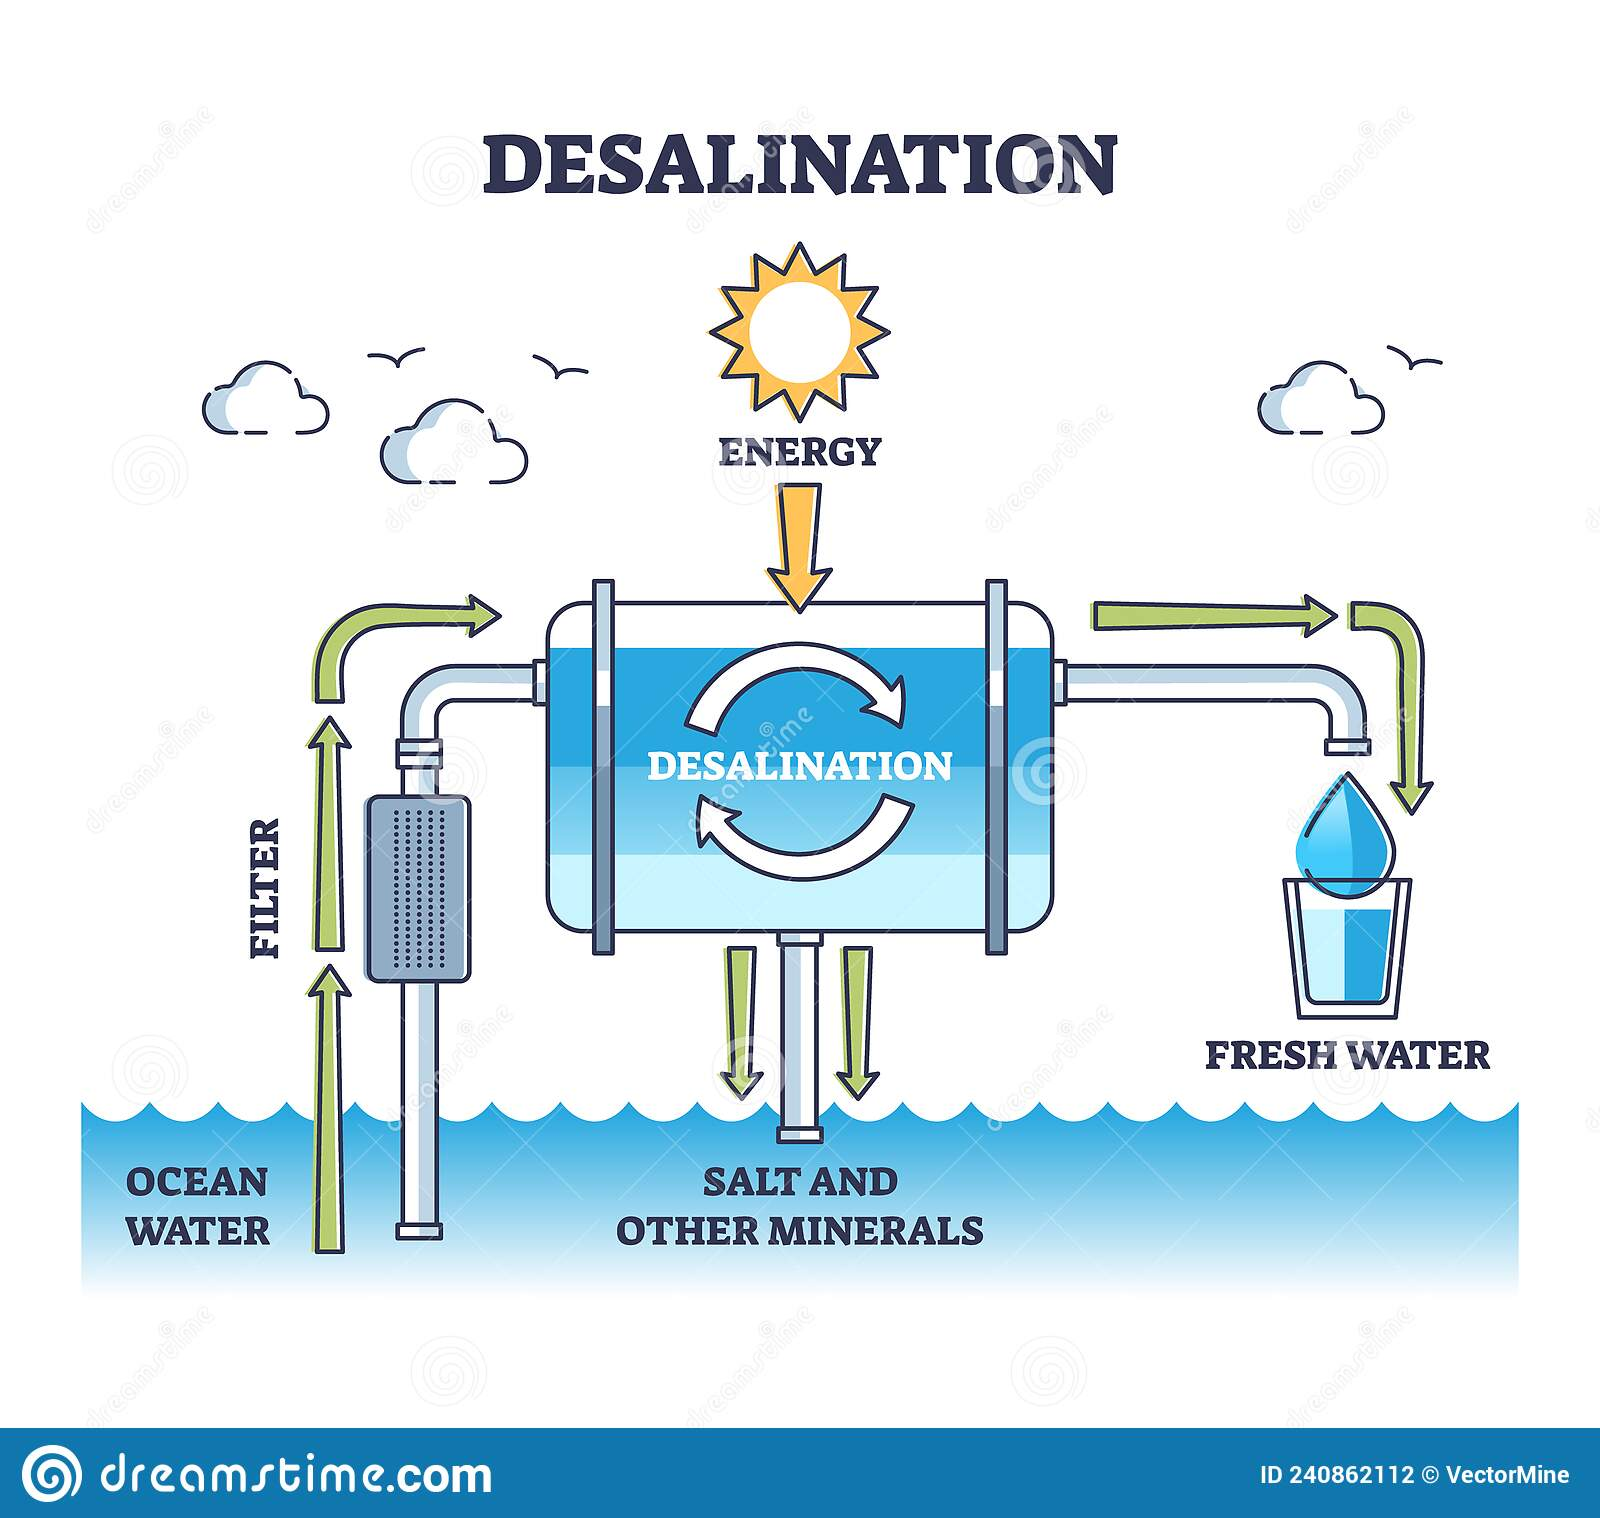 DESALINATION
ENERGY
DESALINATION
FILTER
FRESH WATER
OCEAN
WATER
SALT AND
OTHER MINERALS
dreamstime.com
ID 240862112 © VectorMine